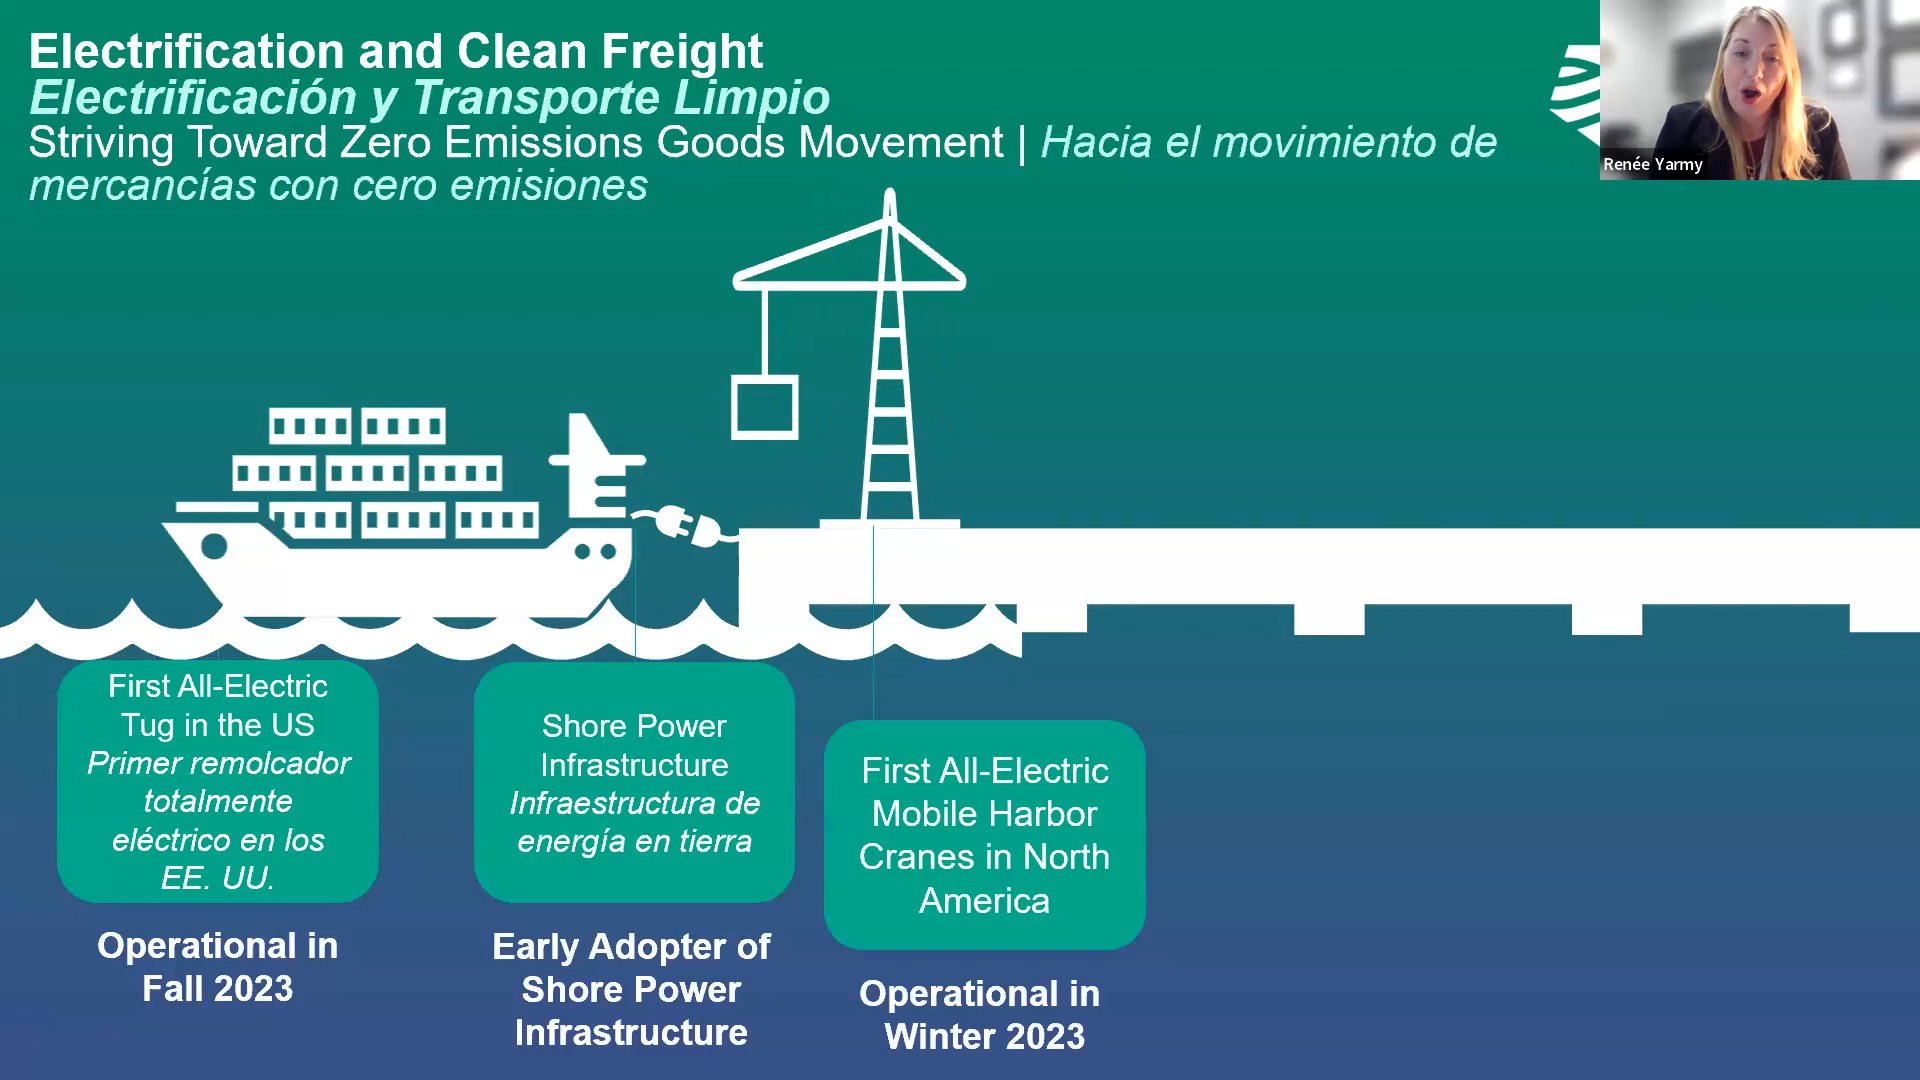 Electrification and Clean Freight
Electrificación y Transporte Limpio
Striving Toward Zero Emissions Goods Movement | Hacia el movimiento de
mercancías con cero emisiones
Renée Yarmy
First All-Electric
Tug in the US
Primer remolcador
totalmente
eléctrico en los
EE. UU.
Operational in
Fall 2023
Shore Power
Infrastructure
Infraestructura de
energía en tierra
Early Adopter of
Shore Power
Infrastructure
First All-Electric
Mobile Harbor
Cranes in North
America
Operational in
Winter 2023